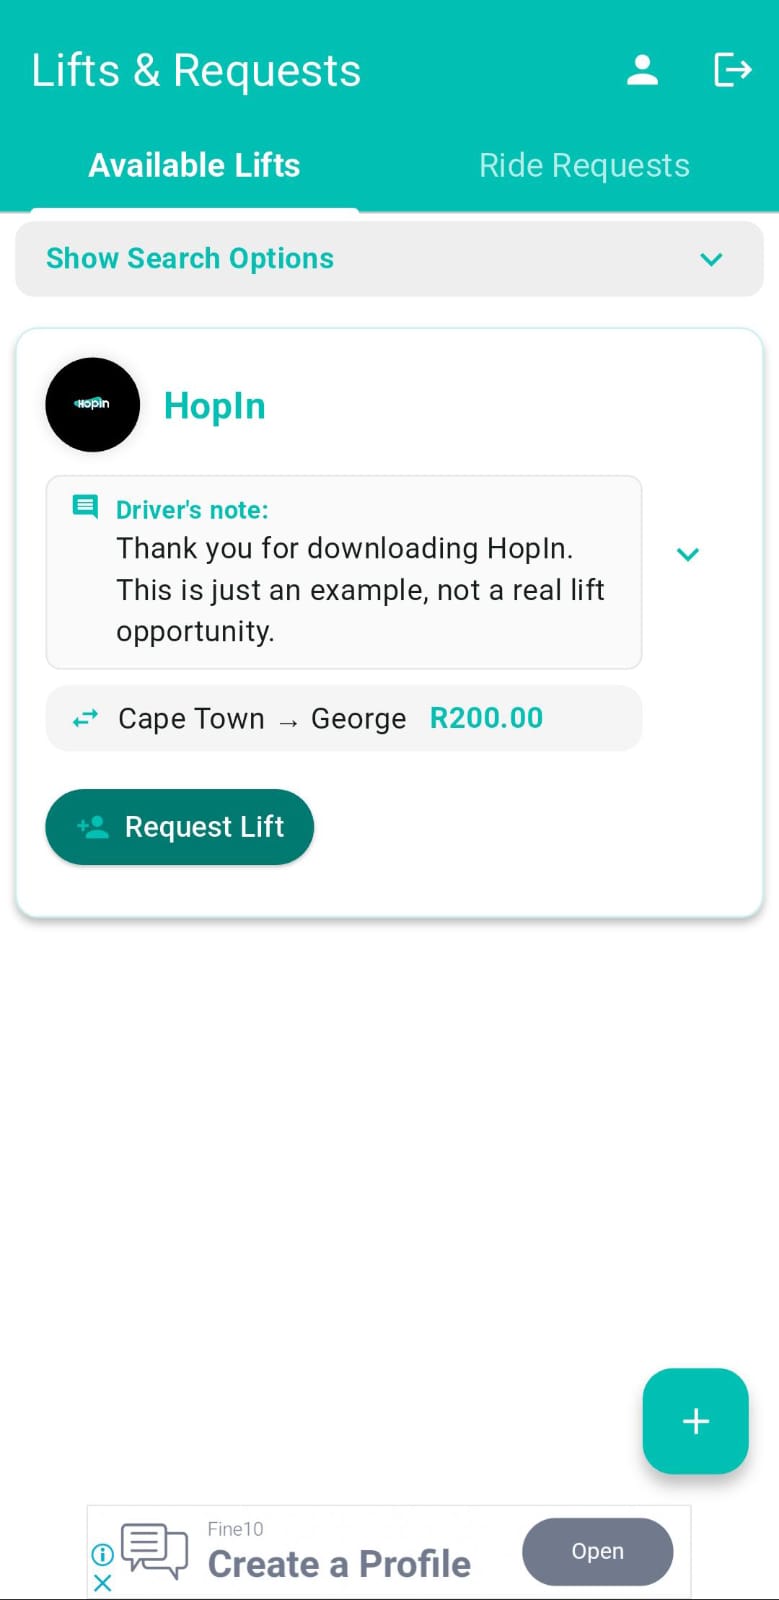 Lifts & Requests
Available Lifts
Ride Requests
Show Search Options
HopIn
HopIn
Driver's note:
Thank you for downloading HopIn.
This is just an example, not a real lift
opportunity.
Cape Town → George R200.00
Request Lift
Fine10
Create a Profile
Open